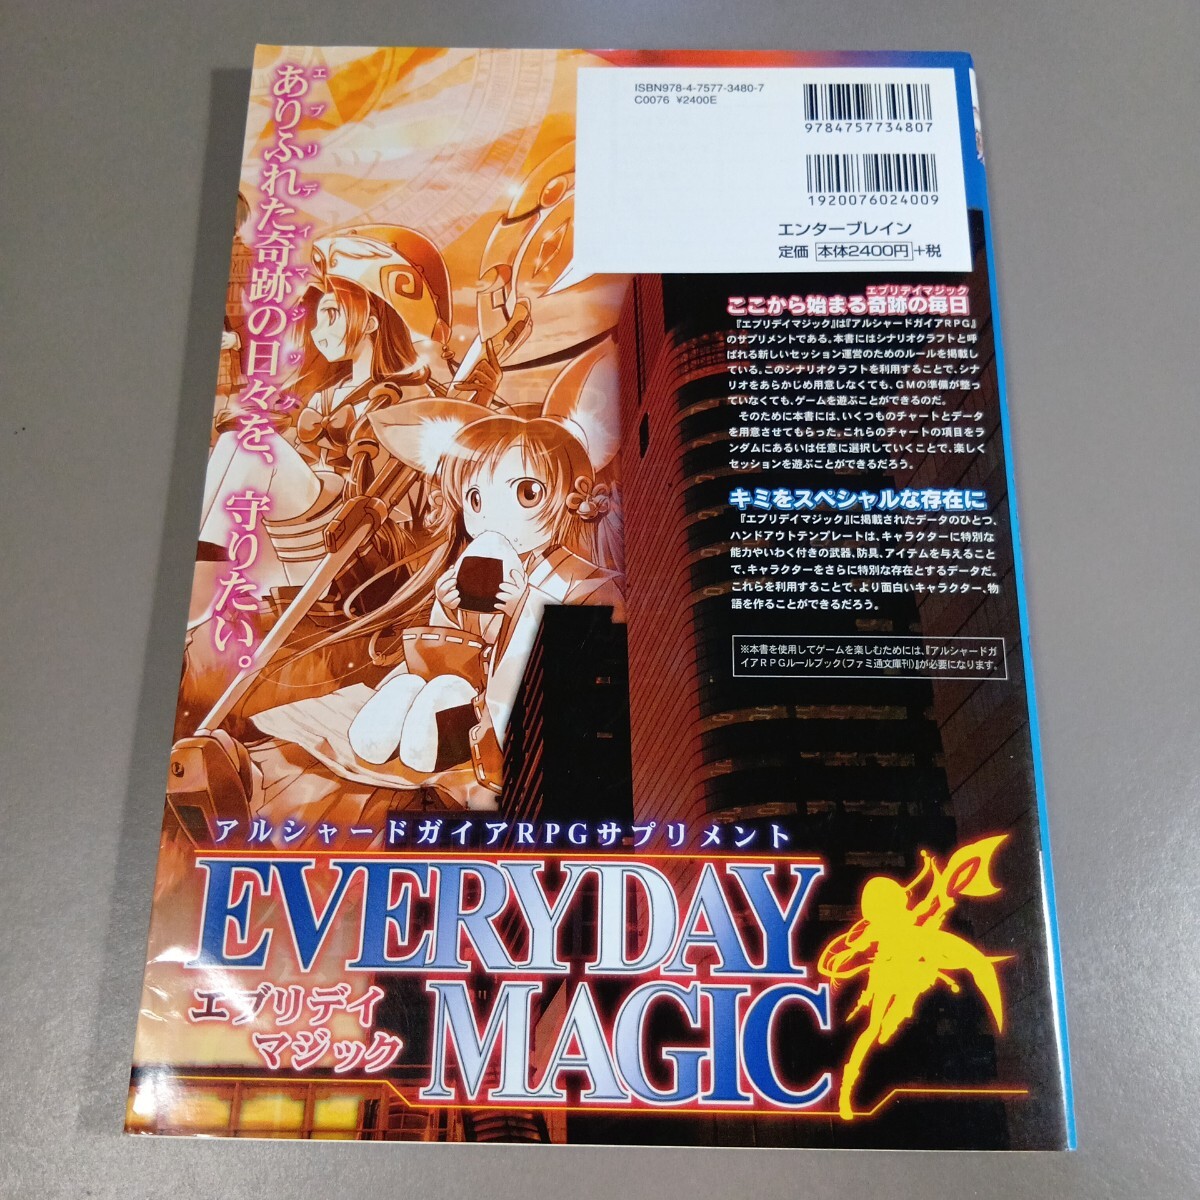 ISBN978-4-7577-3480-7
C0076 ¥2400E
9784757734807
1920076024009
エンターブレイン
定価 本体2400円+税
エブリデイマジック
ありふれた奇跡の日々を、
守りたい。
エブリデイマジック
ここから始まる奇跡の毎日
『エブリデイマジック』は『アルシャードガイアRPG』
のサプリメントである。本書にはシナリオクラフトと呼
ばれる新しいセッション運営のためのルールを掲載し
ている。このシナリオクラフトを利用することで、シナ
リオをあらかじめ用意しなくても、GMの準備が整っ
ていなくても、ゲームを遊ぶことができるのだ。
そのために本書には、いくつものチャートとデータ
を用意させてもらった。これらのチャートの項目をラ
ンダムにあるいは任意に選択していくことで、楽しく
セッションを遊ぶことができるだろう。
キミをスペシャルな存在に
『エブリデイマジック』に掲載されたデータのひとつ、
ハンドアウトテンプレートは、キャラクターに特別な
能力やいわく付きの武器、防具、アイテムを与えること
で、キャラクターをさらに特別な存在とするデータだ。
これらを利用することで、より面白いキャラクター、物
語を作ることができるだろう。
※本書を使用してゲームを楽しむためには、『アルシャードガ
イアRPGルールブック（ファミ通文庫刊）』が必要になります。
アルシャードガイアRPGサプリメント
EVERYDAY
MAGIC
エブリデイ
マジック